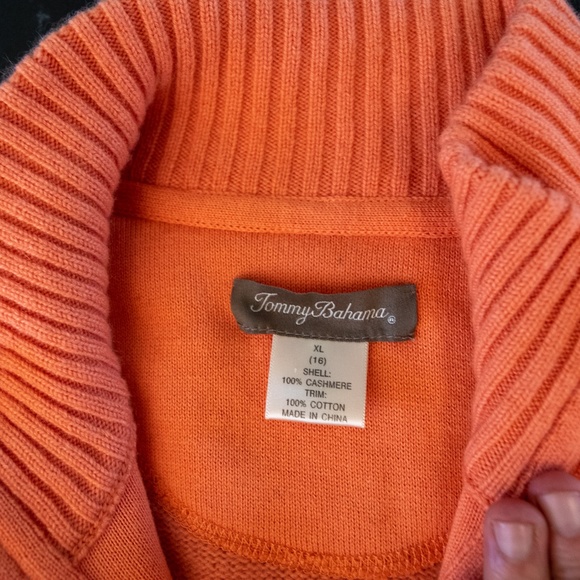 Tommy Bahama®
XL
(16)
SHELL:
100% CASHMERE
TRIM:
100% COTTON
MADE IN CHINA